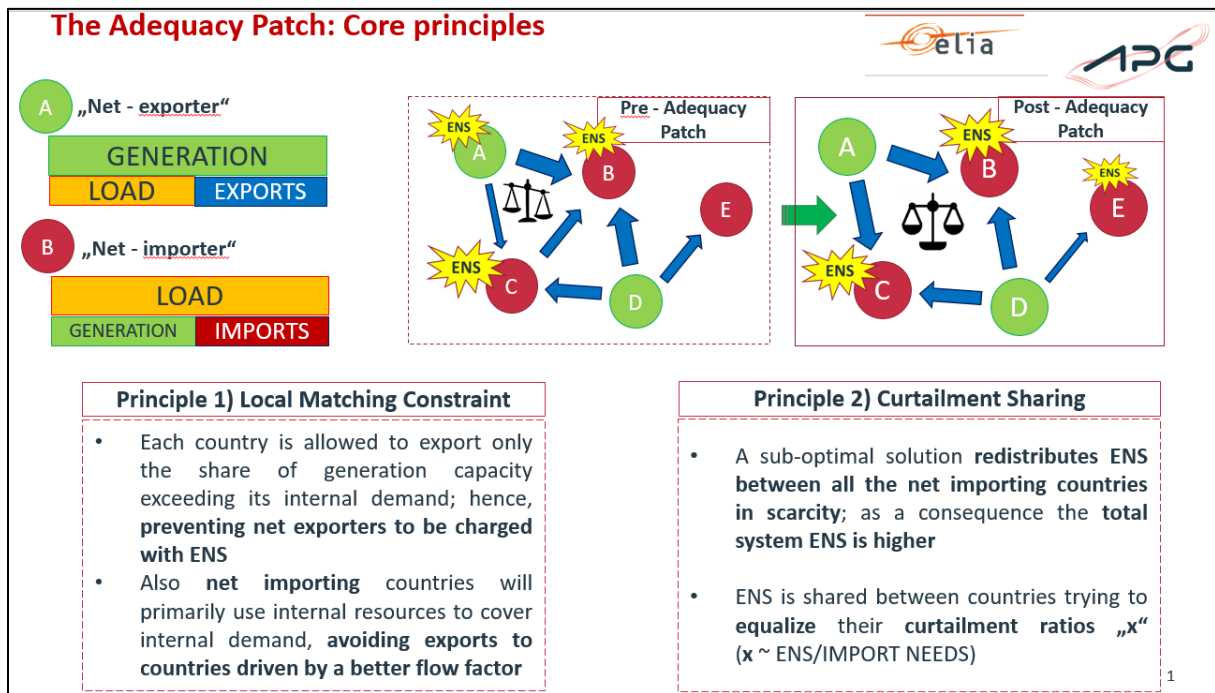 The Adequacy Patch: Core principles
elia
APG
A
„Net - exporter“
GENERATION
LOAD
EXPORTS
B
„Net - importer“
LOAD
GENERATION
IMPORTS
Pre - Adequacy
Patch
ENS
A
ENS
B
E
ENS
C
D
Post - Adequacy
Patch
A
ENS
B
ENS
E
ENS
C
D
Principle 1) Local Matching Constraint
• Each country is allowed to export only
the share of generation capacity
exceeding its internal demand; hence,
preventing net exporters to be charged
with ENS
• Also net importing countries will
primarily use internal resources to cover
internal demand, avoiding exports to
countries driven by a better flow factor
Principle 2) Curtailment Sharing
• A sub-optimal solution redistributes ENS
between all the net importing countries
in scarcity; as a consequence the total
system ENS is higher
• ENS is shared between countries trying to
equalize their curtailment ratios „x“
(x ~ ENS/IMPORT NEEDS)
1